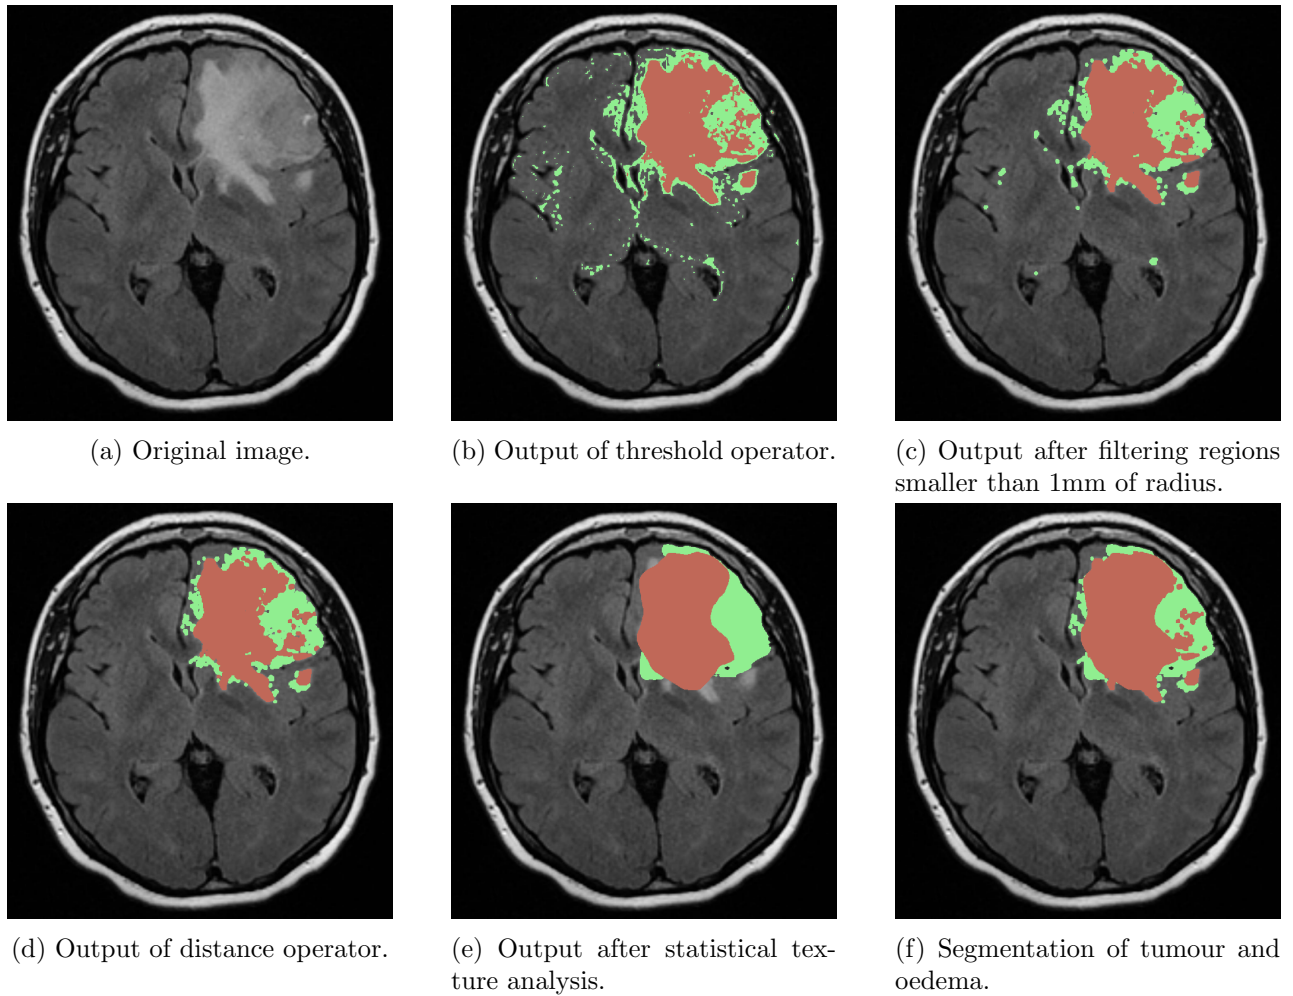 (a) Original image.
(b) Output of threshold operator.
(c) Output after filtering regions
smaller than 1mm of radius.
(d) Output of distance operator.
(e) Output after statistical tex-
ture analysis.
(f) Segmentation of tumour and
oedema.